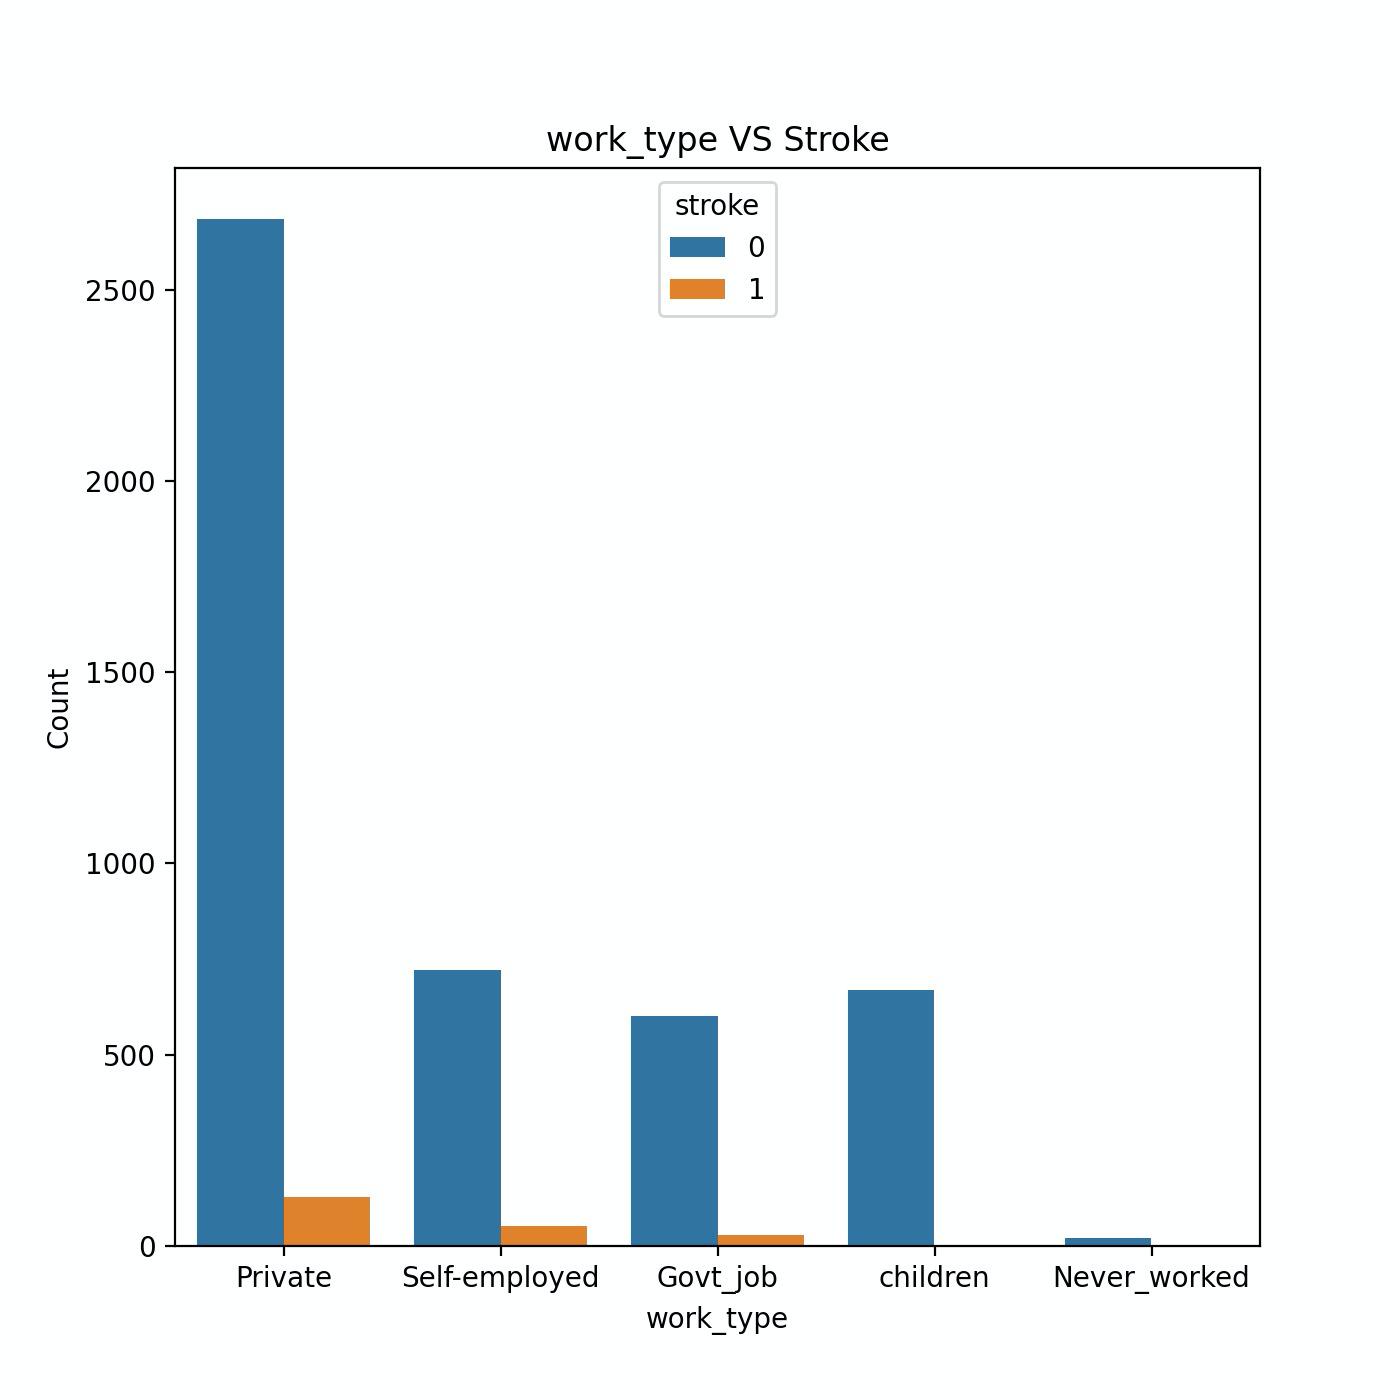 work_type VS Stroke
stroke
0
1
2500
2000
1500
1000
500
0
Count
Private Self-employed Govt_job children Never_worked
work_type